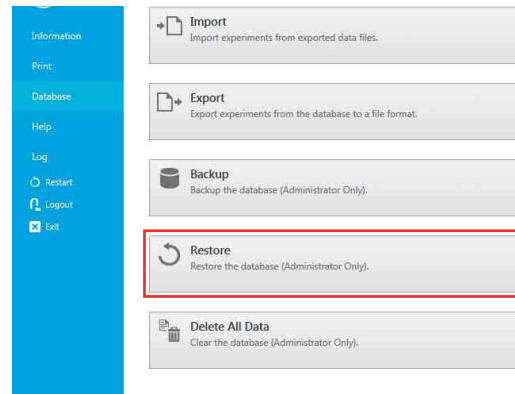 Information
Print
Database
Help
Log
Restart
Logout
Exit
Import
Import experiments from exported data files.
Export
Export experiments from the database to a file format.
Backup
Backup the database (Administrator Only).
Restore
Restore the database (Administrator Only).
Delete All Data
Clear the database (Administrator Only).